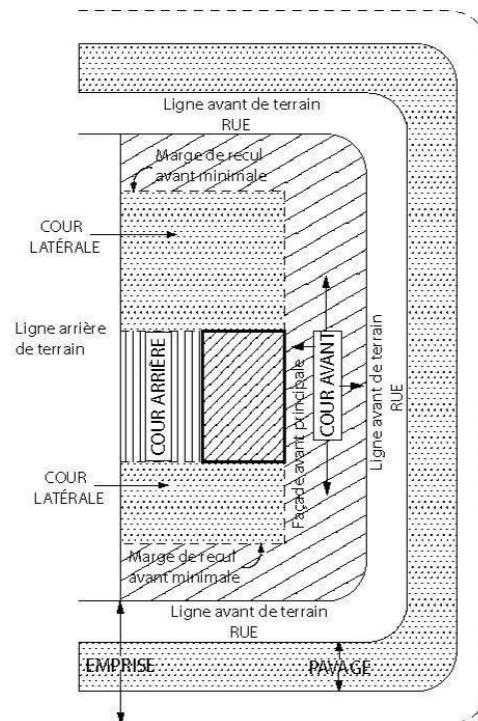 Ligne avant de terrain
RUE
Marge de recul
avant minimale
COUR
LATÉRALE
Ligne arrière
de terrain
COUR ARRIÈRE
Façade avant principale
COUR AVANT
Ligne avant de terrain
RUE
COUR
LATÉRALE
Marge de recul
avant minimale
Ligne avant de terrain
RUE
EMPRISE
PAVAGE